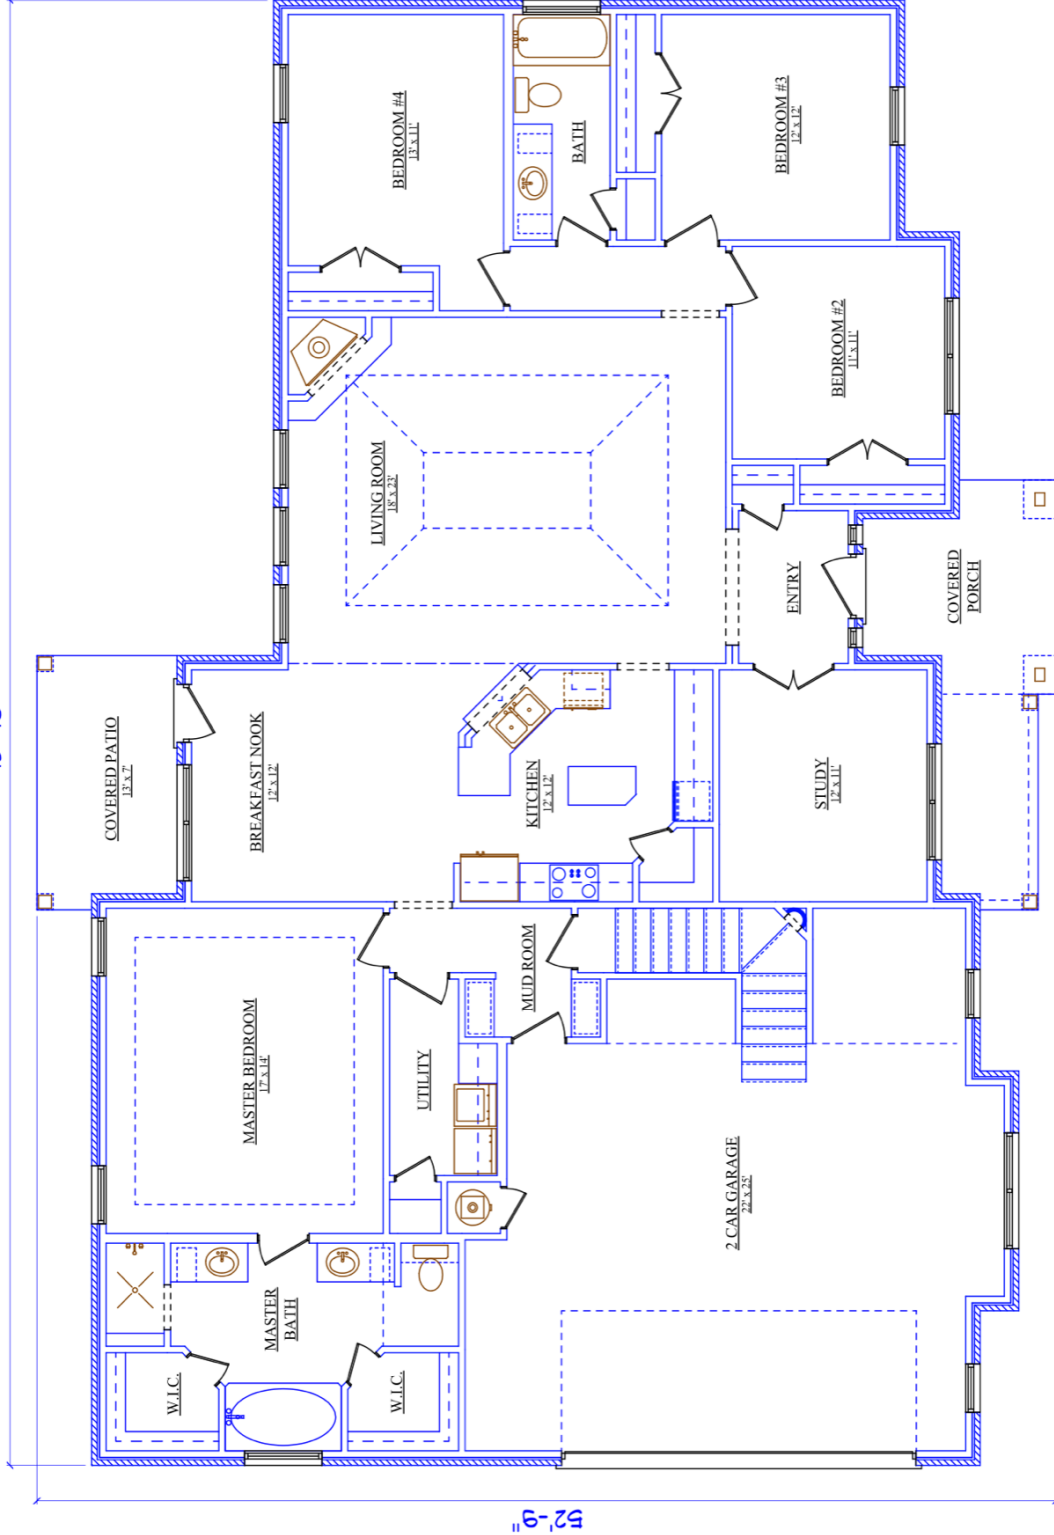 BEDROOM #4
13' x 11'
BATH
BEDROOM #3
12' x 12'
BEDROOM #2
11' x 11'
LIVING ROOM
18' x 23'
ENTRY
COVERED
PORCH
COVERED PATIO
13' x 7'
BREAKFAST NOOK
12' x 12'
KITCHEN
12' x 12'
STUDY
12' x 11'
MASTER BEDROOM
17' x 14'
MUD ROOM
UTILITY
2 CAR GARAGE
22' x 25'
MASTER
BATH
W.I.C.
W.I.C.
52'-9"